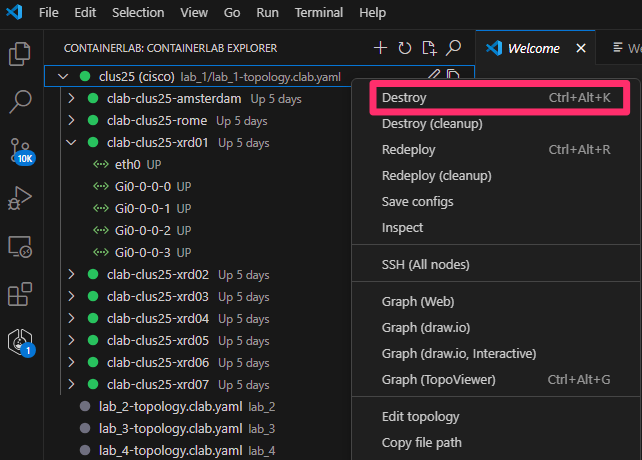 File Edit Selection View Go Run Terminal Help
CONTAINERLAB: CONTAINERLAB EXPLORER
Welcome
We
clus25 (cisco) lab_1/lab_1-topology.clab.yaml
clab-clus25-amsterdam Up 5 days
clab-clus25-rome Up 5 days
clab-clus25-xrd01 Up 5 days
eth0 UP
Gi0-0-0-0 UP
Gi0-0-0-1 UP
Gi0-0-0-2 UP
Gi0-0-0-3 UP
clab-clus25-xrd02 Up 5 days
clab-clus25-xrd03 Up 5 days
clab-clus25-xrd04 Up 5 days
clab-clus25-xrd05 Up 5 days
clab-clus25-xrd06 Up 5 days
clab-clus25-xrd07 Up 5 days
lab_2-topology.clab.yaml lab_2
lab_3-topology.clab.yaml lab_3
lab_4-topology.clab.yaml lab_4
10K
1
Destroy Ctrl+Alt+K
Destroy (cleanup)
Redeploy Ctrl+Alt+R
Redeploy (cleanup)
Save configs
Inspect
SSH (All nodes)
Graph (Web)
Graph (draw.io)
Graph (draw.io, Interactive)
Graph (TopoViewer) Ctrl+Alt+G
Edit topology
Copy file path